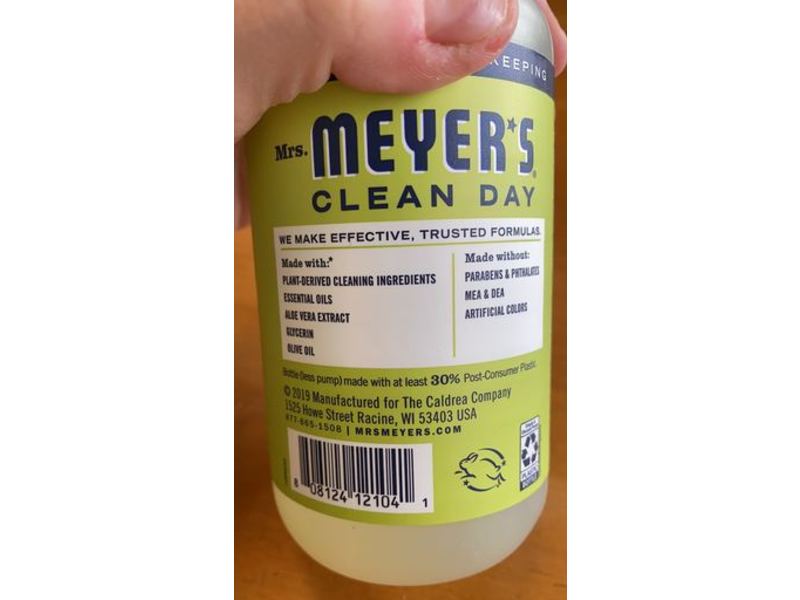 KEEPING
Mrs. MEYER'S®
CLEAN DAY
WE MAKE EFFECTIVE, TRUSTED FORMULAS.
Made with:*
PLANT-DERIVED CLEANING INGREDIENTS
ESSENTIAL OILS
ALOE VERA EXTRACT
GLYCERIN
OLIVE OIL
Made without:
PARABENS & PHTHALATES
MEA & DEA
ARTIFICIAL COLORS
Bottle (less pump) made with at least 30% Post-Consumer Plastic.
© 2019 Manufactured for The Caldrea Company
1525 Howe Street Racine, WI 53403 USA
877-865-1508 | MRSMEYERS.COM
8 08124 12104 1